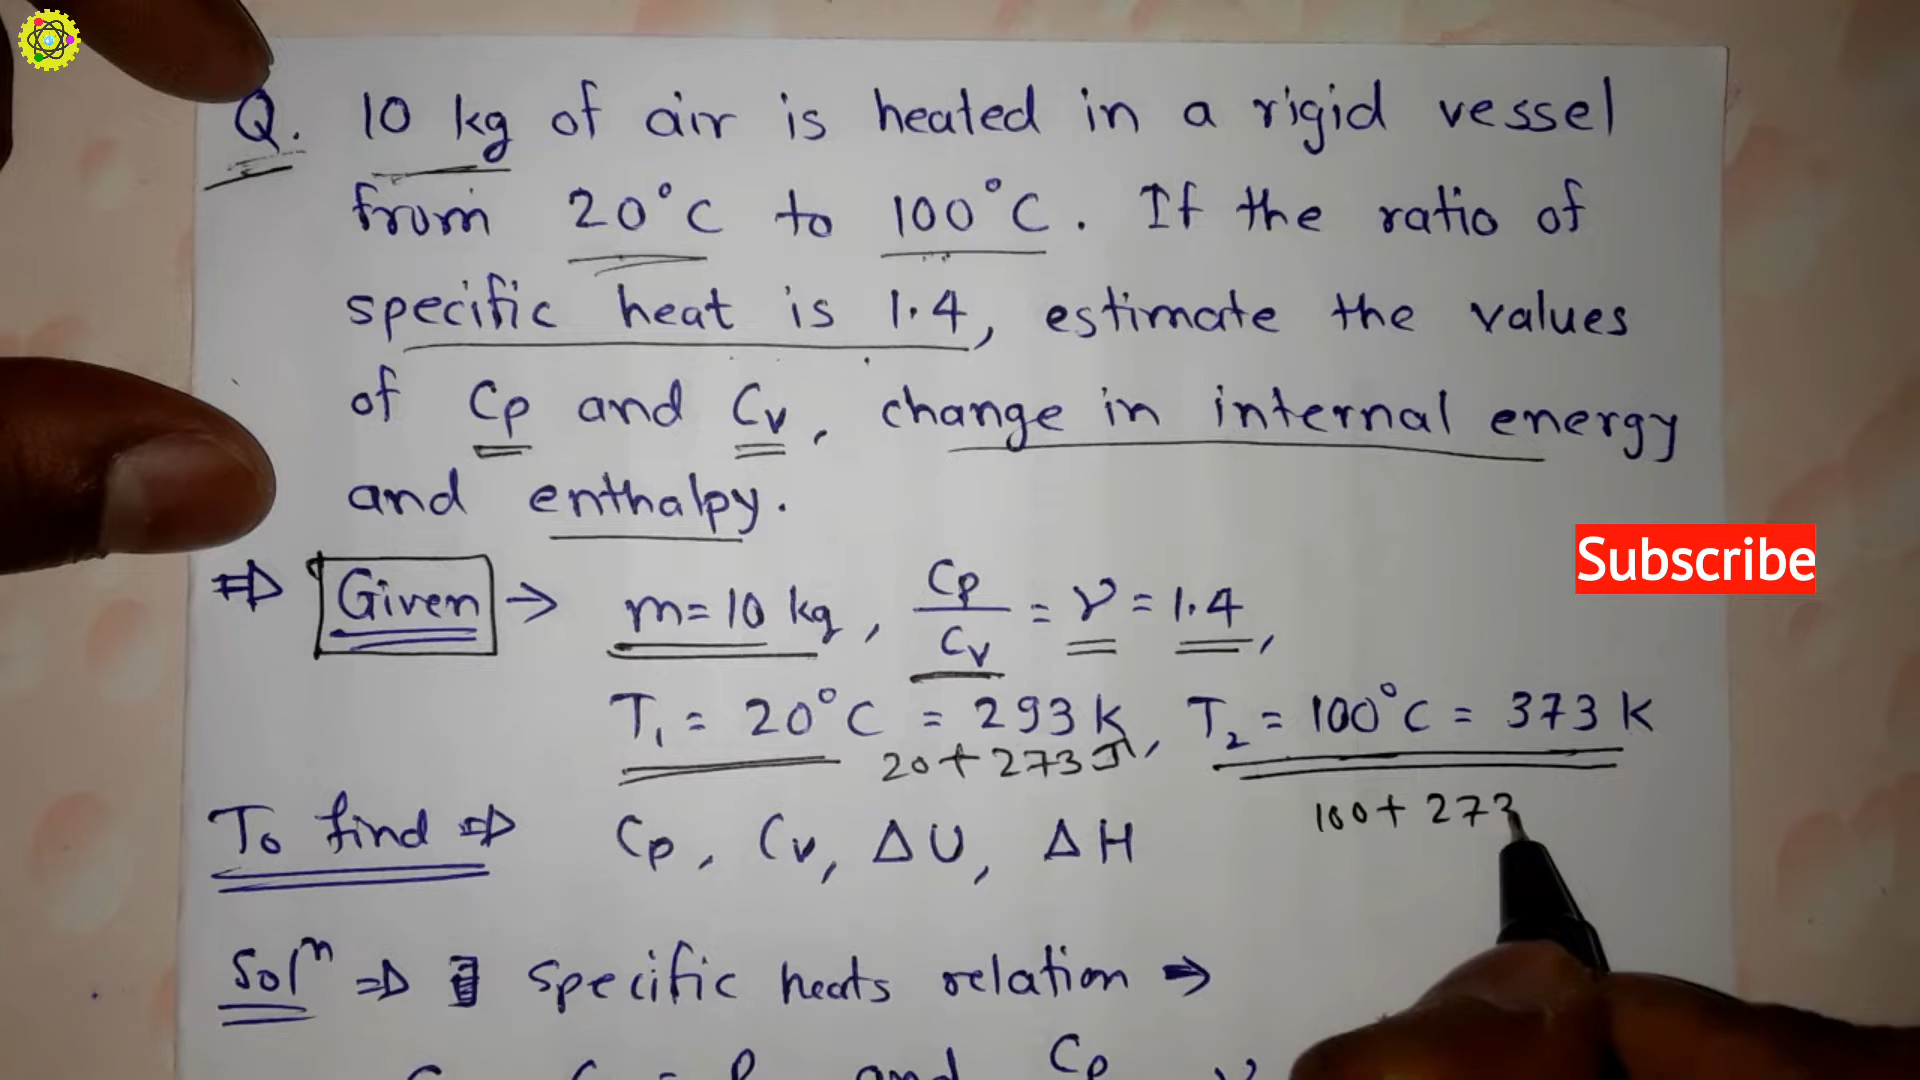 Q. 10 kg of air is heated in a rigid vessel
from 20°C to 100°C. If the ratio of
specific heat is 1.4, estimate the values
of Cp and Cv, change in internal energy
and enthalpy.
Subscribe
⇒ Given → m = 10 kg, Cp/Cv = γ = 1.4,
T₁ = 20°C = 293 K, T₂ = 100°C = 373 K
20 + 273
100 + 273
To find ⇒ Cp, Cv, ΔU, ΔH
Solⁿ ⇒ specific heats relation →
and Cp